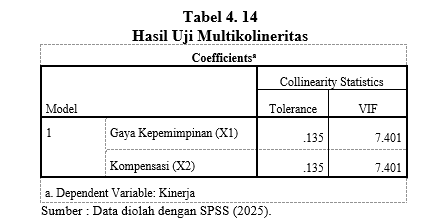 Tabel 4. 14
Hasil Uji Multikolineritas
Coefficientsᵃ
Collinearity Statistics
Model Tolerance VIF
1 Gaya Kepemimpinan (X1) .135 7.401
Kompensasi (X2) .135 7.401
a. Dependent Variable: Kinerja
Sumber : Data diolah dengan SPSS (2025).